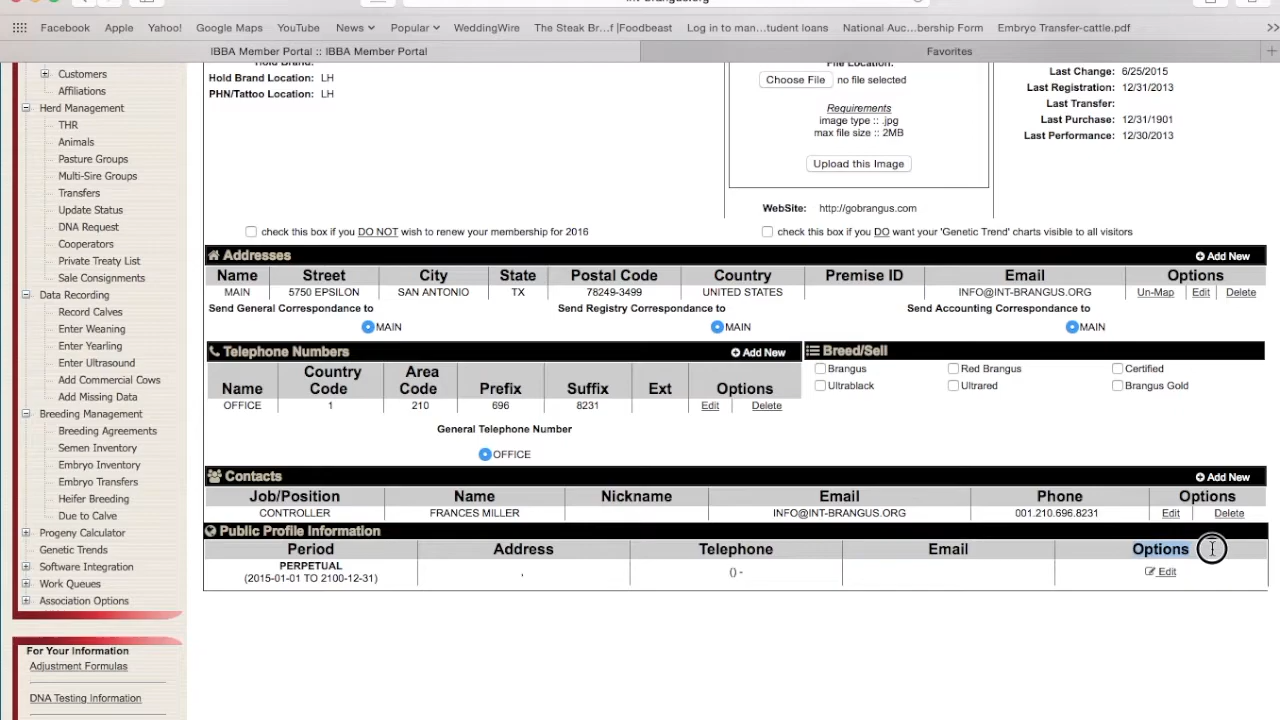 Facebook Apple Yahoo! Google Maps YouTube News Popular WeddingWire The Steak Br...f |Foodbeast Log in to man...tudent loans National Auc...bership Form Embryo Transfer-cattle.pdf
IBBA Member Portal :: IBBA Member Portal Favorites
Customers
Affiliations
Herd Management
THR
Animals
Pasture Groups
Multi-Sire Groups
Transfers
Update Status
DNA Request
Cooperators
Private Treaty List
Sale Consignments
Data Recording
Record Calves
Enter Weaning
Enter Yearling
Enter Ultrasound
Add Commercial Cows
Add Missing Data
Breeding Management
Breeding Agreements
Semen Inventory
Embryo Inventory
Embryo Transfers
Heifer Breeding
Due to Calve
Progeny Calculator
Genetic Trends
Software Integration
Work Queues
Association Options
For Your Information
Adjustment Formulas
DNA Testing Information
Hold Brand Location: LH
PHN/Tattoo Location: LH
File Location:
Choose File no file selected
Requirements
image type :: .jpg
max file size :: 2MB
Upload this Image
WebSite: http://gobrangus.com
Last Change: 6/25/2015
Last Registration: 12/31/2013
Last Transfer:
Last Purchase: 12/31/1901
Last Performance: 12/30/2013
check this box if you DO NOT wish to renew your membership for 2016
check this box if you DO want your 'Genetic Trend' charts visible to all visitors
Addresses Add New
Name Street City State Postal Code Country Premise ID Email Options
MAIN 5750 EPSILON SAN ANTONIO TX 78249-3499 UNITED STATES INFO@INT-BRANGUS.ORG Un-Map Edit Delete
Send General Correspondence to Send Registry Correspondence to Send Accounting Correspondence to
MAIN MAIN MAIN
Telephone Numbers Add New
Name Country Code Area Code Prefix Suffix Ext Options
OFFICE 1 210 696 8231 Edit Delete
General Telephone Number
OFFICE
Breed/Sell
Brangus Red Brangus Certified
Ultrablack Ultrared Brangus Gold
Contacts Add New
Job/Position Name Nickname Email Phone Options
CONTROLLER FRANCES MILLER INFO@INT-BRANGUS.ORG 001.210.696.8231 Edit Delete
Public Profile Information
Period Address Telephone Email Options
PERPETUAL
(2015-01-01 TO 2100-12-31) , () - Edit